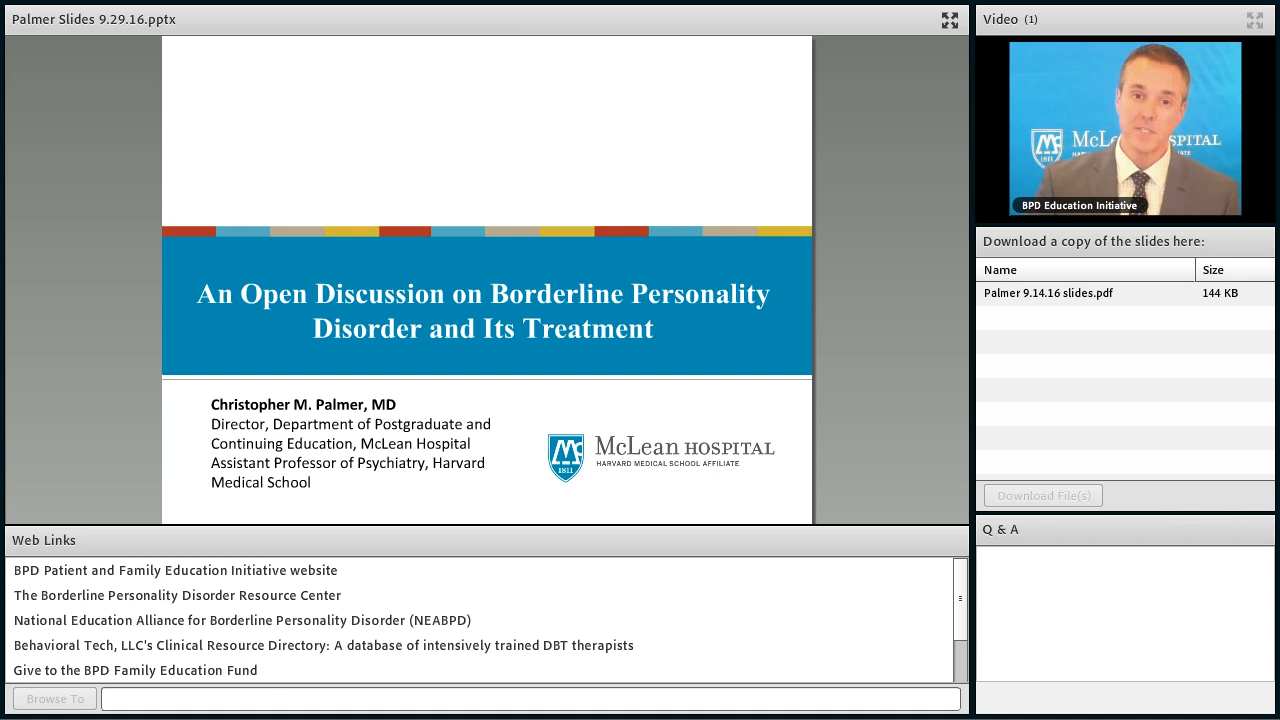 Palmer Slides 9.29.16.pptx
An Open Discussion on Borderline Personality
Disorder and Its Treatment
Christopher M. Palmer, MD
Director, Department of Postgraduate and
Continuing Education, McLean Hospital
Assistant Professor of Psychiatry, Harvard
Medical School
Mc
1811
McLean HOSPITAL
HARVARD MEDICAL SCHOOL AFFILIATE
Web Links
BPD Patient and Family Education Initiative website
The Borderline Personality Disorder Resource Center
National Education Alliance for Borderline Personality Disorder (NEABPD)
Behavioral Tech, LLC's Clinical Resource Directory: A database of intensively trained DBT therapists
Give to the BPD Family Education Fund
Browse To
Video (1)
Mc
1811
BPD Education Initiative
Download a copy of the slides here:
Name Size
Palmer 9.14.16 slides.pdf 144 KB
Download File(s)
Q & A